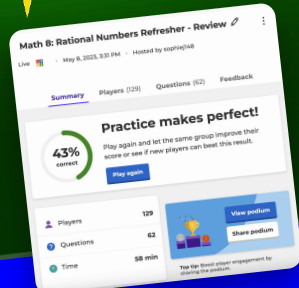 Math 8: Rational Numbers Refresher - Review
Live · May 8, 2023, 3:31 PM · Hosted by sophiej148
Summary Players (129) Questions (62) Feedback
Practice makes perfect!
43%
correct
Play again and let the same group improve their
score or see if new players can beat this result.
Play again
Players 129
Questions 62
Time 58 min
View podium
Share podium
Top Tip: Boost player engagement by
sharing the podium.